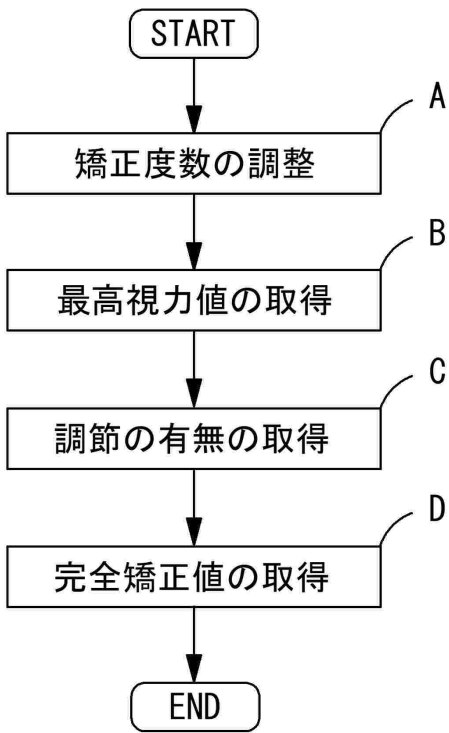 START
A
矯正度数の調整
B
最高視力値の取得
C
調節の有無の取得
D
完全矯正値の取得
END